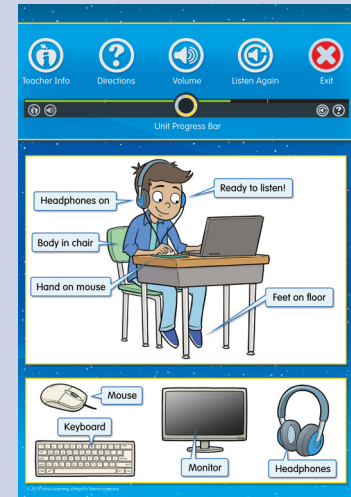 Teacher Info
Directions
Volume
Listen Again
Exit
Unit Progress Bar
Headphones on
Ready to listen!
Body in chair
Hand on mouse
Feet on floor
Mouse
Keyboard
Monitor
Headphones